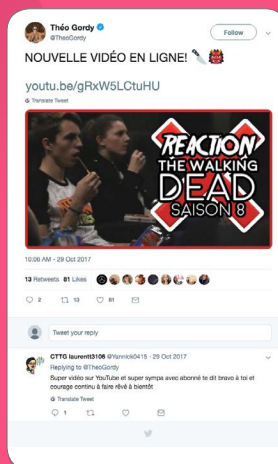 Théo Gordy
@TheoGordy
Follow
NOUVELLE VIDÉO EN LIGNE!
youtu.be/gRxW5LCtuHU
Translate Tweet
REACTION
THE WALKING
DEAD
SAISON 8
10:06 AM - 29 Oct 2017
13 Retweets 81 Likes
2 13 81
Tweet your reply
CTTG laurentt3106 @Yannick0415 · 29 Oct 2017
Replying to @TheoGordy
Super vidéo sur YouTube et super sympa avec abonné te dit bravo à toi et
courage continu à faire rêvé à bientôt
Translate Tweet
1